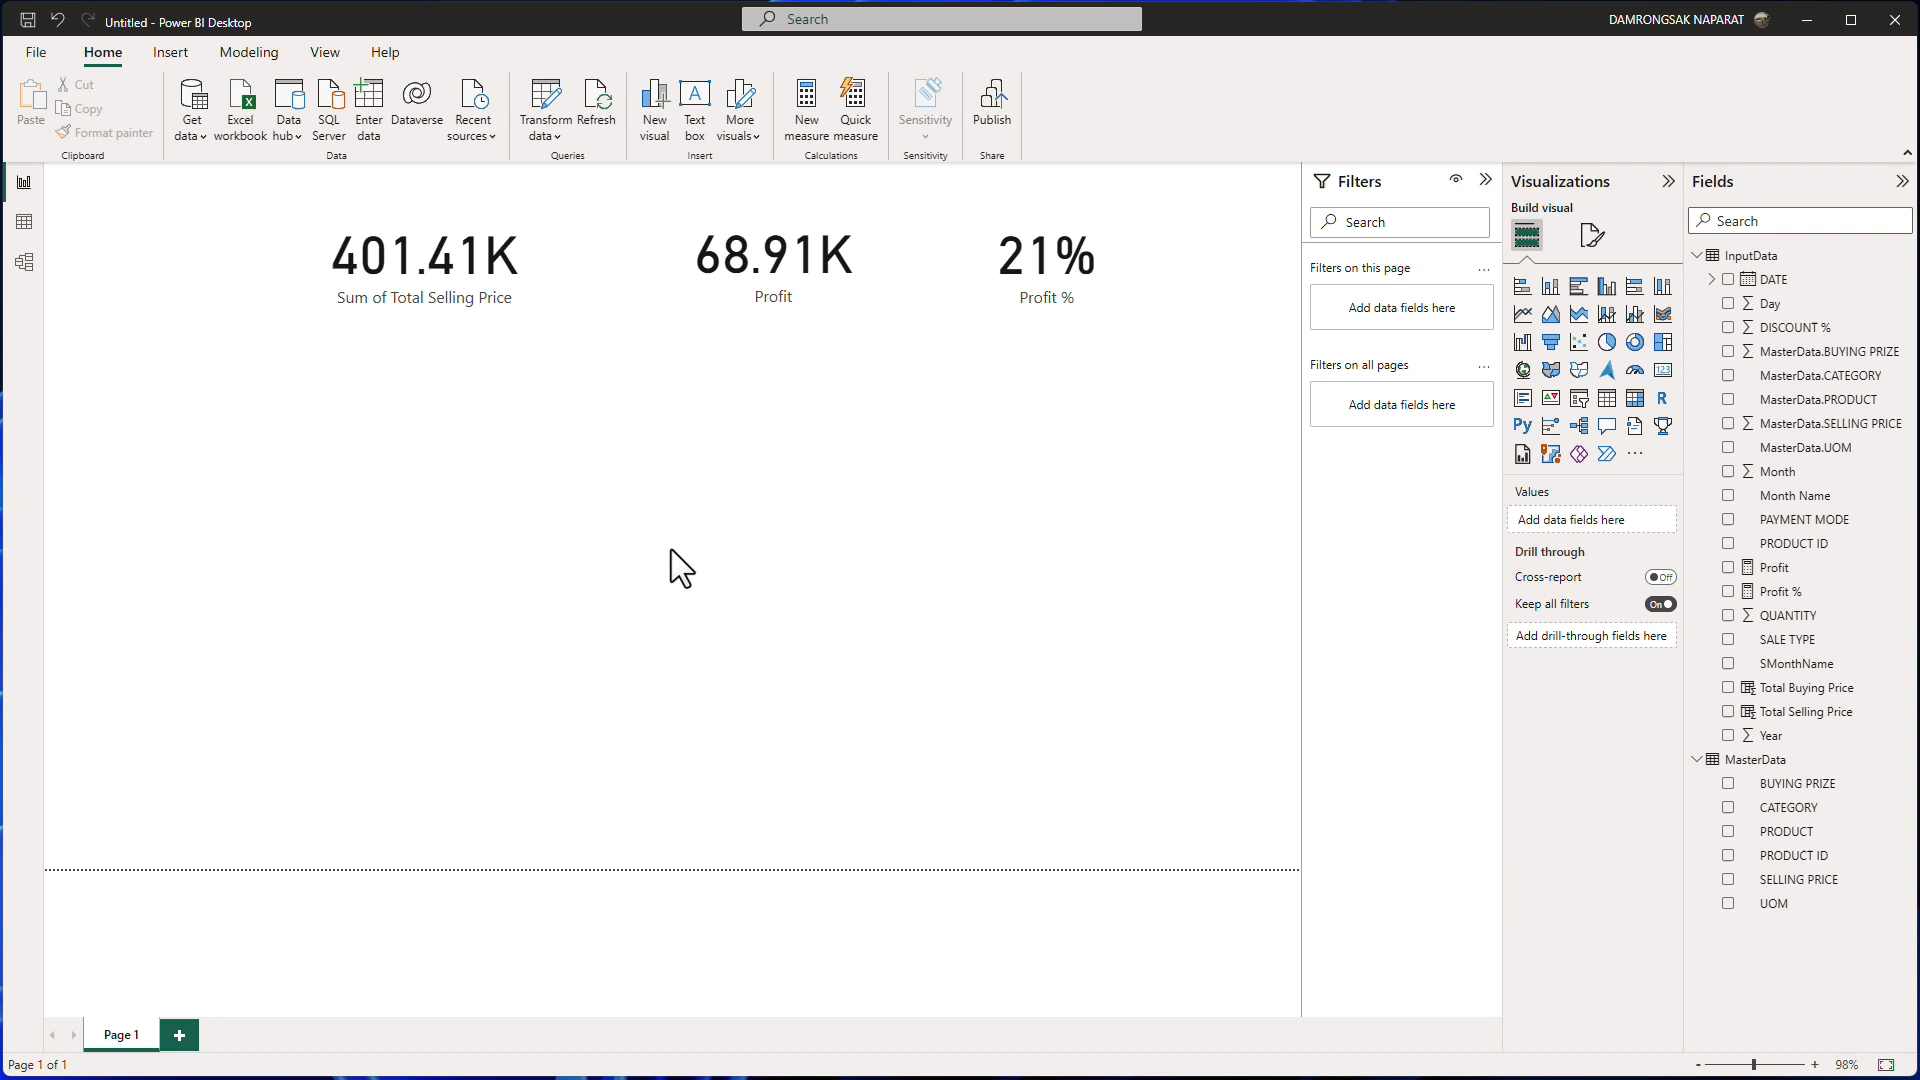 Untitled - Power BI Desktop
Search
DAMRONGSAK NAPARAT
File
Home
Insert
Modeling
View
Help
Paste
Cut
Copy
Format painter
Clipboard
Get data
Excel workbook
Data hub
SQL Server
Enter data
Dataverse
Recent sources
Data
Transform data
Refresh
Queries
New visual
Text box
More visuals
Insert
New measure
Quick measure
Calculations
Sensitivity
Sensitivity
Publish
Share
401.41K
Sum of Total Selling Price
68.91K
Profit
21%
Profit %
Filters
Search
Filters on this page
...
Add data fields here
Filters on all pages
...
Add data fields here
Visualizations
Build visual
123
R
Py
...
Values
Add data fields here
Drill through
Cross-report
Off
Keep all filters
On
Add drill-through fields here
Fields
Search
InputData
DATE
Day
DISCOUNT %
MasterData.BUYING PRIZE
MasterData.CATEGORY
MasterData.PRODUCT
MasterData.SELLING PRICE
MasterData.UOM
Month
Month Name
PAYMENT MODE
PRODUCT ID
Profit
Profit %
QUANTITY
SALE TYPE
SMonthName
Total Buying Price
Total Selling Price
Year
MasterData
BUYING PRIZE
CATEGORY
PRODUCT
PRODUCT ID
SELLING PRICE
UOM
Page 1
+
Page 1 of 1
- + 98%